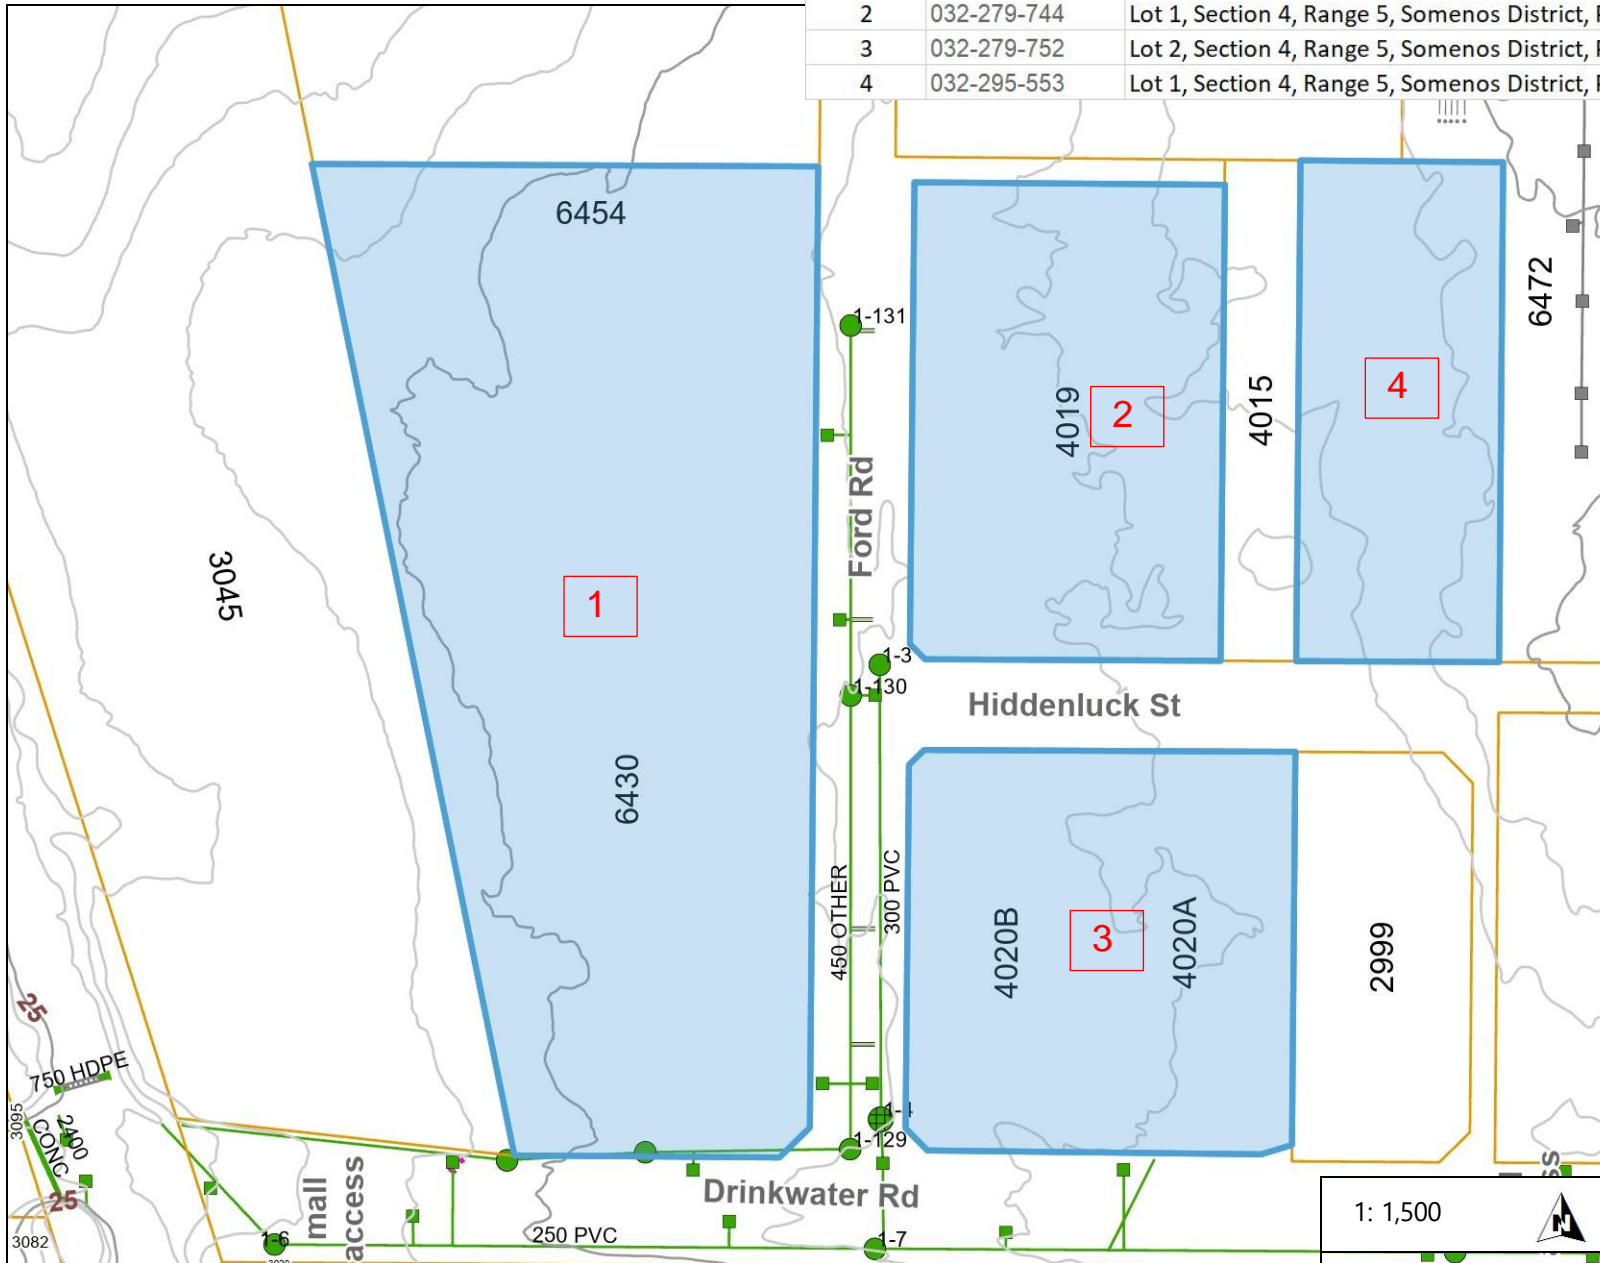 2 032-279-744 Lot 1, Section 4, Range 5, Somenos District,
3 032-279-752 Lot 2, Section 4, Range 5, Somenos District,
4 032-295-553 Lot 1, Section 4, Range 5, Somenos District,
6454
6472
1-131
4019
2
4015
4
Ford Rd
3045
1
1-3
1-130
Hiddenluck St
6430
450 OTHER
300 PVC
4020B
3
4020A
2999
25
750 HDPE
3095
2400
CONC
1-4
1-129
25
mall
access
Drinkwater Rd
250 PVC
1-6
1-7
3082
1: 1,500
N